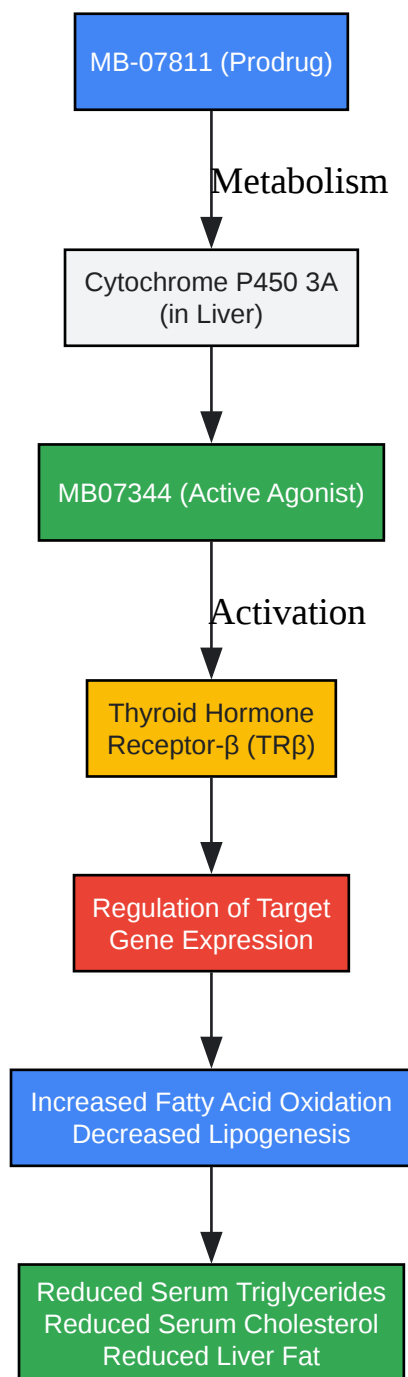 MB-07811 (Prodrug)
Metabolism
Cytochrome P450 3A
(in Liver)
MB07344 (Active Agonist)
Activation
Thyroid Hormone
Receptor-β (TRβ)
Regulation of Target
Gene Expression
Increased Fatty Acid Oxidation
Decreased Lipogenesis
Reduced Serum Triglycerides
Reduced Serum Cholesterol
Reduced Liver Fat